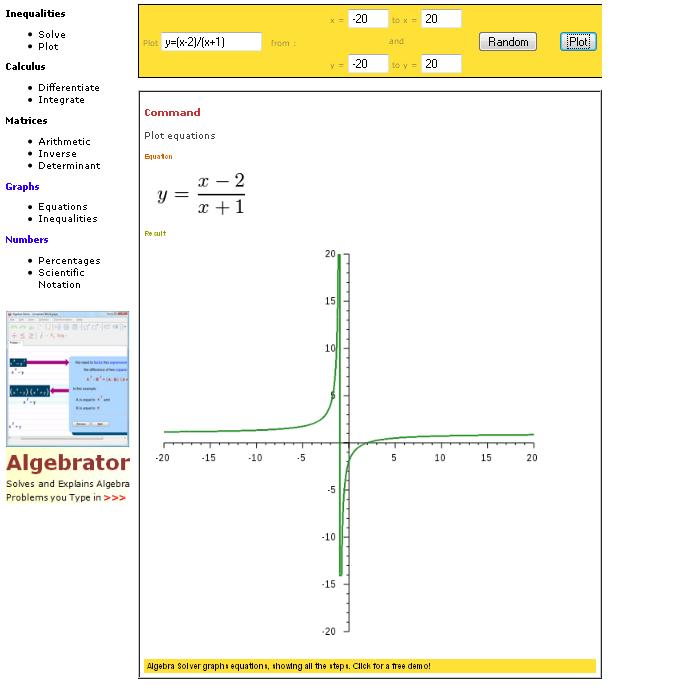 Inequalities
Solve
Plot
Calculus
Differentiate
Integrate
Matrices
Arithmetic
Inverse
Determinant
Graphs
Equations
Inequalities
Numbers
Percentages
Scientific
Notation
Algebrator
Solves and Explains Algebra
Problems you Type in >>>
x = -20 to x = 20
Plot y=(x-2)/(x+1) from : and Random Plot
y = -20 to y = 20
Command
Plot equations
Equation
y = (x − 2)/(x + 1)
Result
20
15
10
5
-20 -15 -10 -5 5 10 15 20
-5
-10
-15
-20
Algebra Solver graphs equations, showing all the steps. Click for a free demo!